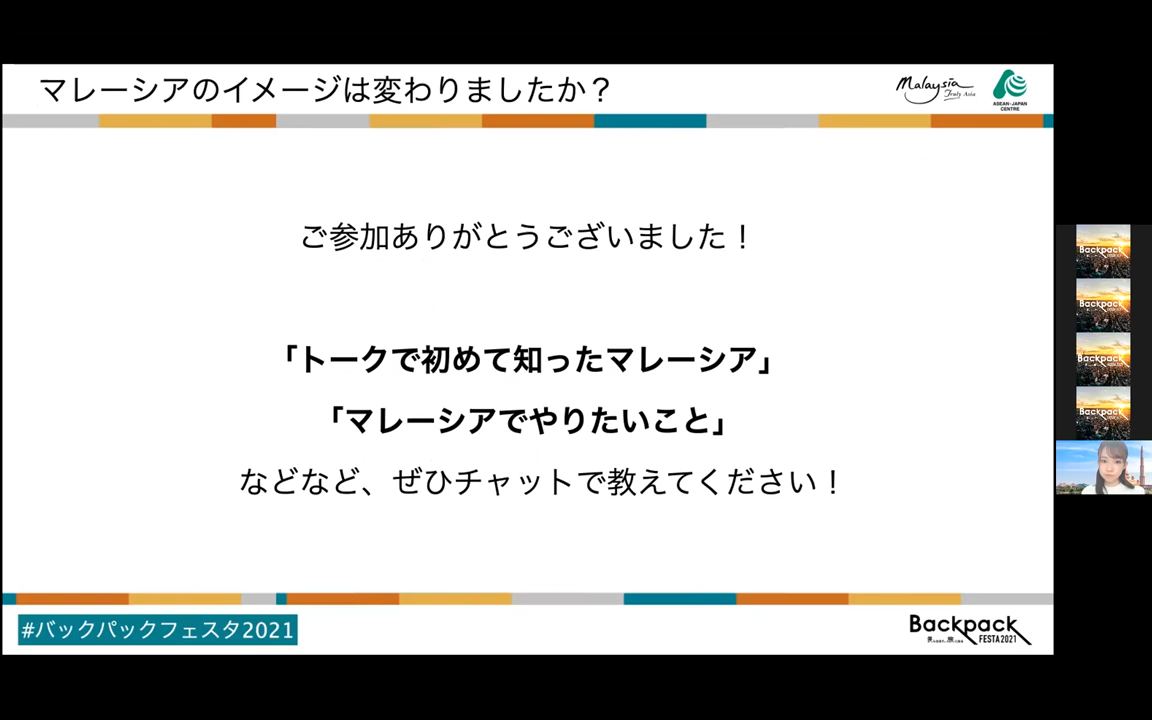 マレーシアのイメージは変わりましたか？
Malaysia
Truly Asia
ASEAN-JAPAN
CENTRE
ご参加ありがとうございました！
「トークで初めて知ったマレーシア」
「マレーシアでやりたいこと」
などなど、ぜひチャットで教えてください！
#バックパックフェスタ2021
Backpack
FESTA2021
Backpack
Backpack
Backpack
Backpack